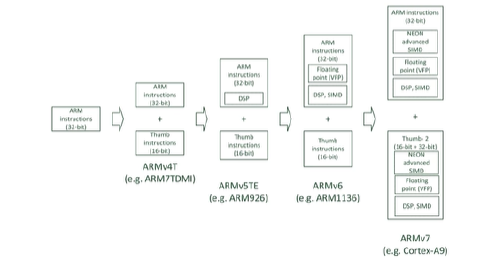 ARM
instructions
(32-bit)
ARM
instructions
(32-bit)
+
Thumb
instructions
(16-bit)
ARMv4T
(e.g. ARM7TDMI)
ARM
instructions
(32-bit)
DSP
+
Thumb
instructions
(16-bit)
ARMv5TE
(e.g. ARM926)
ARM
instructions
(32-bit)
Floating
point (VFP)
DSP, SIMD
+
Thumb
instructions
(16-bit)
ARMv6
(e.g. ARM1136)
ARM instructions
(32-bit)
NEON
advanced
SIMD
Floating
point (VFP)
DSP, SIMD
+
Thumb 2
(16-bit + 32-bit)
NEON
advanced
SIMD
Floating
point (VFP)
DSP, SIMD
ARMv7
(e.g. Cortex-A9)